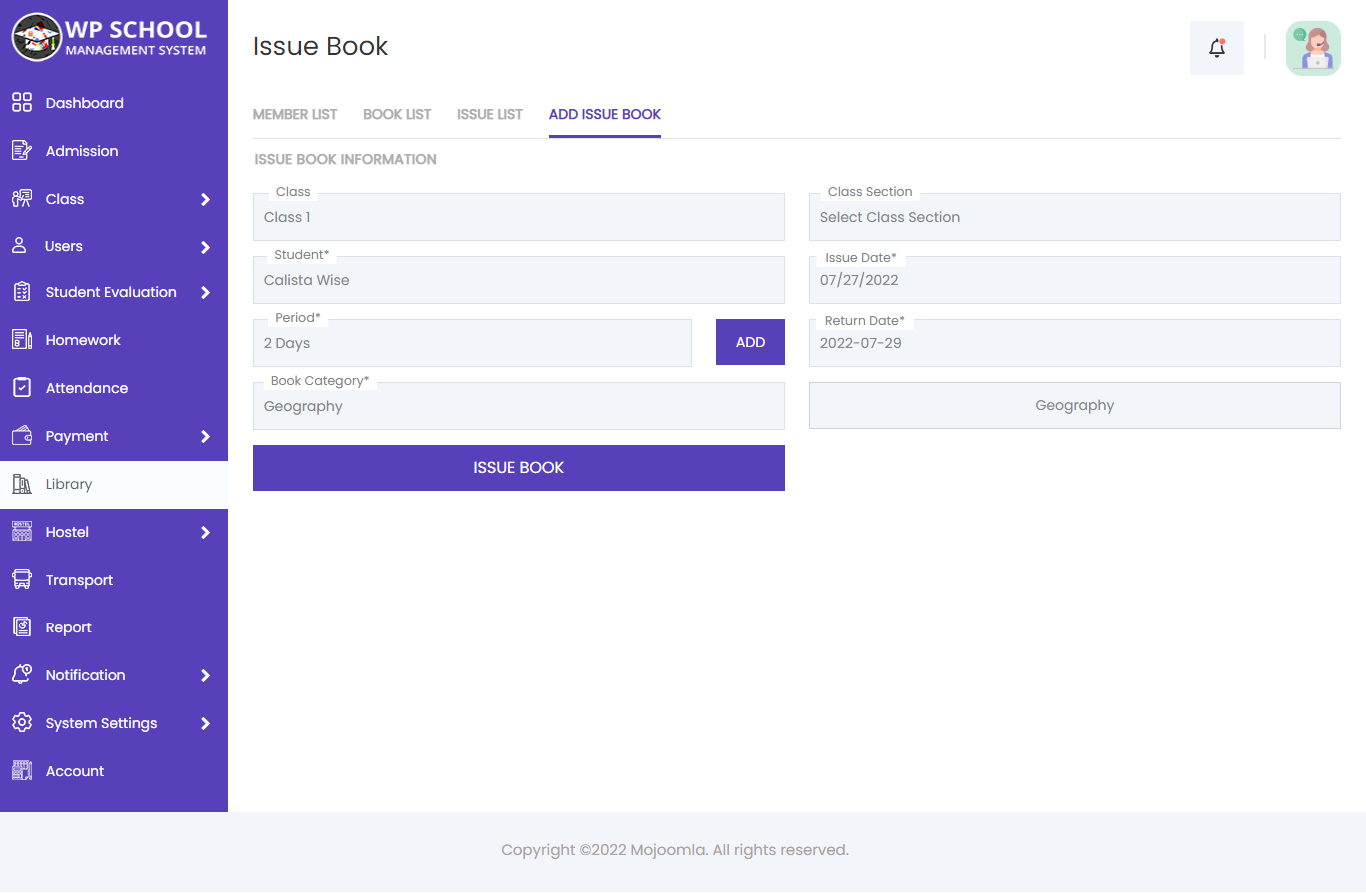 WP SCHOOL
MANAGEMENT SYSTEM
Dashboard
Admission
Class
Users
Student Evaluation
Homework
Attendance
Payment
Library
Hostel
Transport
Report
Notification
System Settings
Account
Issue Book
MEMBER LIST BOOK LIST ISSUE LIST ADD ISSUE BOOK
ISSUE BOOK INFORMATION
Class
Class 1
Class Section
Select Class Section
Student*
Calista Wise
Issue Date*
07/27/2022
Period*
2 Days
ADD
Return Date*
2022-07-29
Book Category*
Geography
Geography
ISSUE BOOK
Copyright ©2022 Mojoomla. All rights reserved.